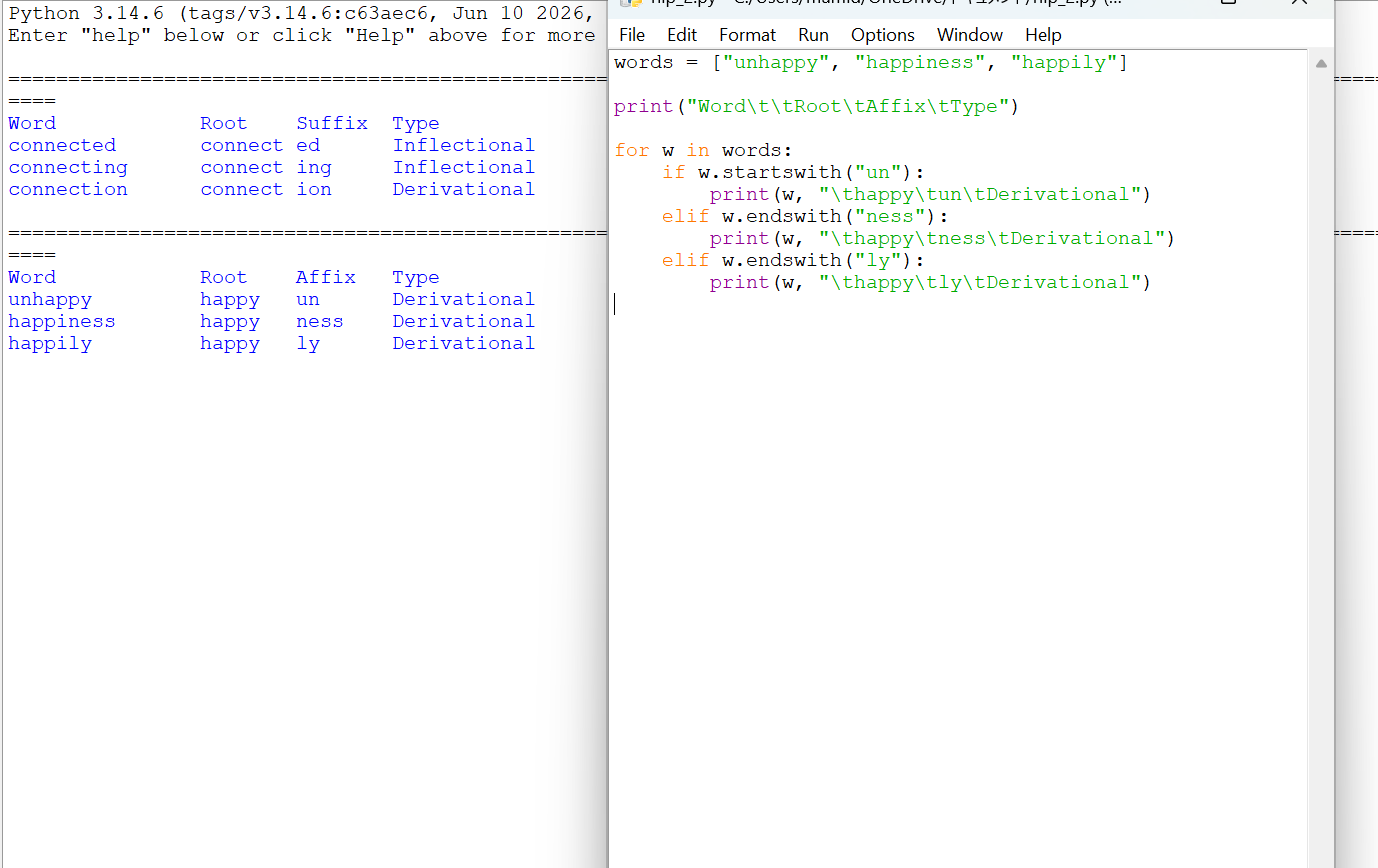 Python 3.14.6 (tags/v3.14.6:c63aec6, Jun 10 2026,
Enter "help" below or click "Help" above for more
====
Word Root Suffix Type
connected connect ed Inflectional
connecting connect ing Inflectional
connection connect ion Derivational
====
Word Root Affix Type
unhappy happy un Derivational
happiness happy ness Derivational
happily happy ly Derivational
File Edit Format Run Options Window Help
words = ["unhappy", "happiness", "happily"]
print("Word\t\tRoot\tAffix\tType")
for w in words:
    if w.startswith("un"):
        print(w, "\thappy\tun\tDerivational")
    elif w.endswith("ness"):
        print(w, "\thappy\tness\tDerivational")
    elif w.endswith("ly"):
        print(w, "\thappy\tly\tDerivational")